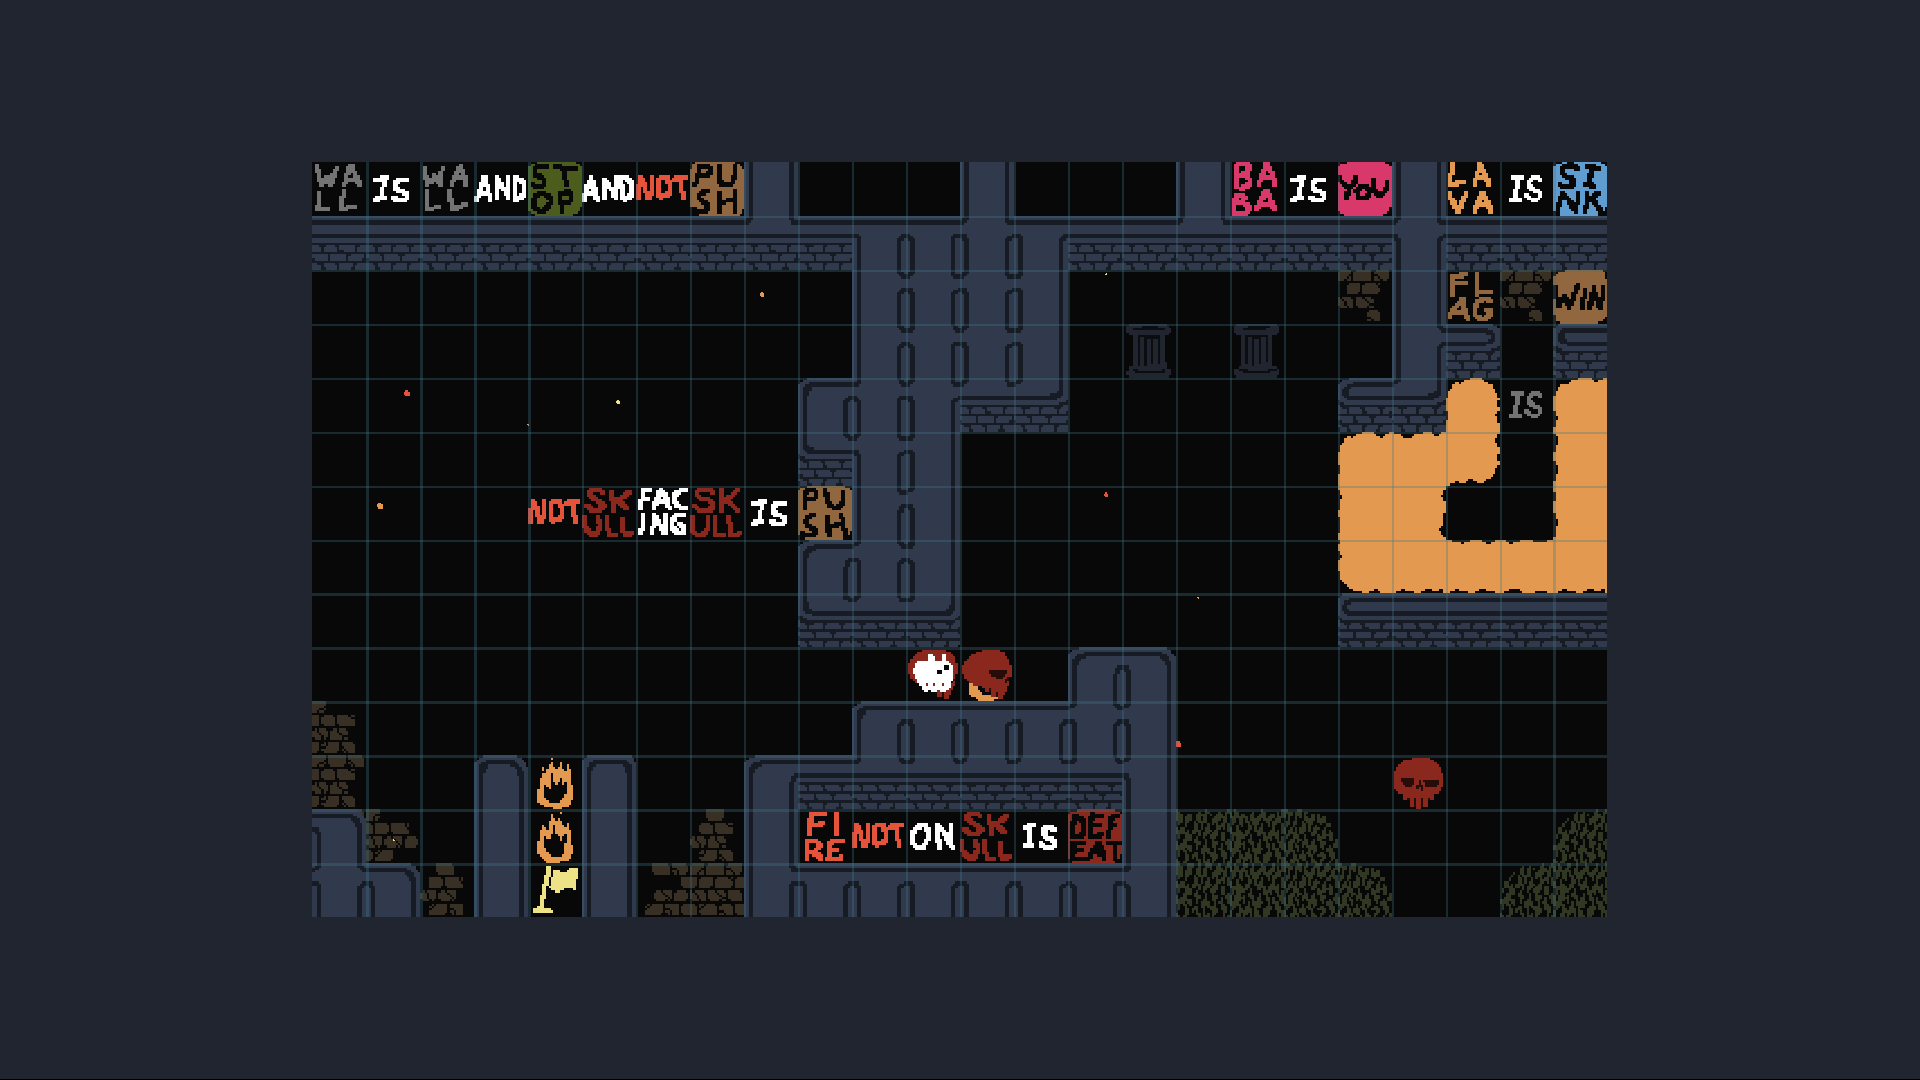 WALL IS WALL AND STOP AND NOT PUSH
BABA IS YOU
LAVA IS SINK
FLAG WIN
IS
NOT SKULL FACING SKULL IS PUSH
FIRE NOT ON SKULL IS DEFEAT